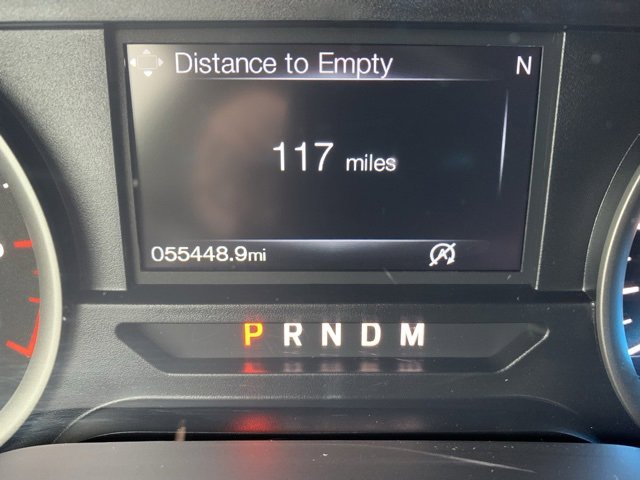 Distance to Empty N
117 miles
055448.9mi
P R N D M